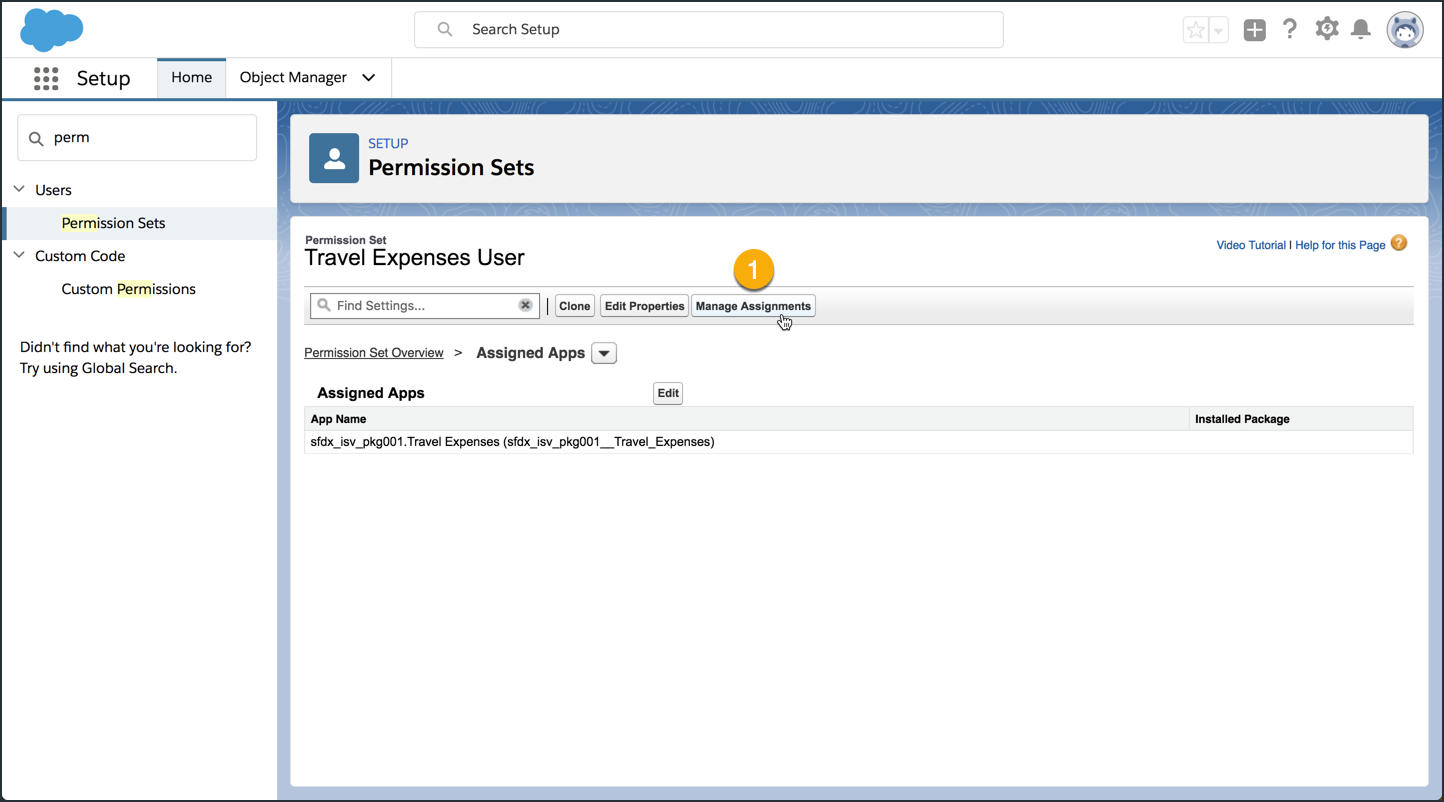 Search Setup
Setup
Home
Object Manager
perm
Users
Permission Sets
Custom Code
Custom Permissions
Didn't find what you're looking for?
Try using Global Search.
SETUP
Permission Sets
Permission Set
Travel Expenses User
Video Tutorial | Help for this Page
1
Find Settings...
Clone
Edit Properties
Manage Assignments
Permission Set Overview > Assigned Apps
Assigned Apps
Edit
App Name
Installed Package
sfdx_isv_pkg001.Travel Expenses (sfdx_isv_pkg001__Travel_Expenses)